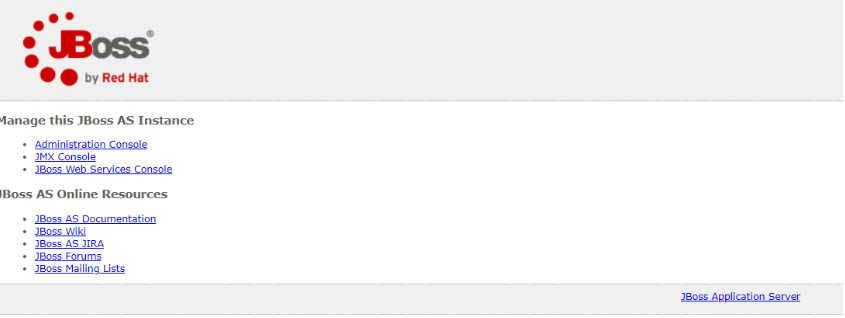 JBoss®
by Red Hat
Manage this JBoss AS Instance
Administration Console
JMX Console
JBoss Web Services Console
JBoss AS Online Resources
JBoss AS Documentation
JBoss Wiki
JBoss AS JIRA
JBoss Forums
JBoss Mailing Lists
JBoss Application Server